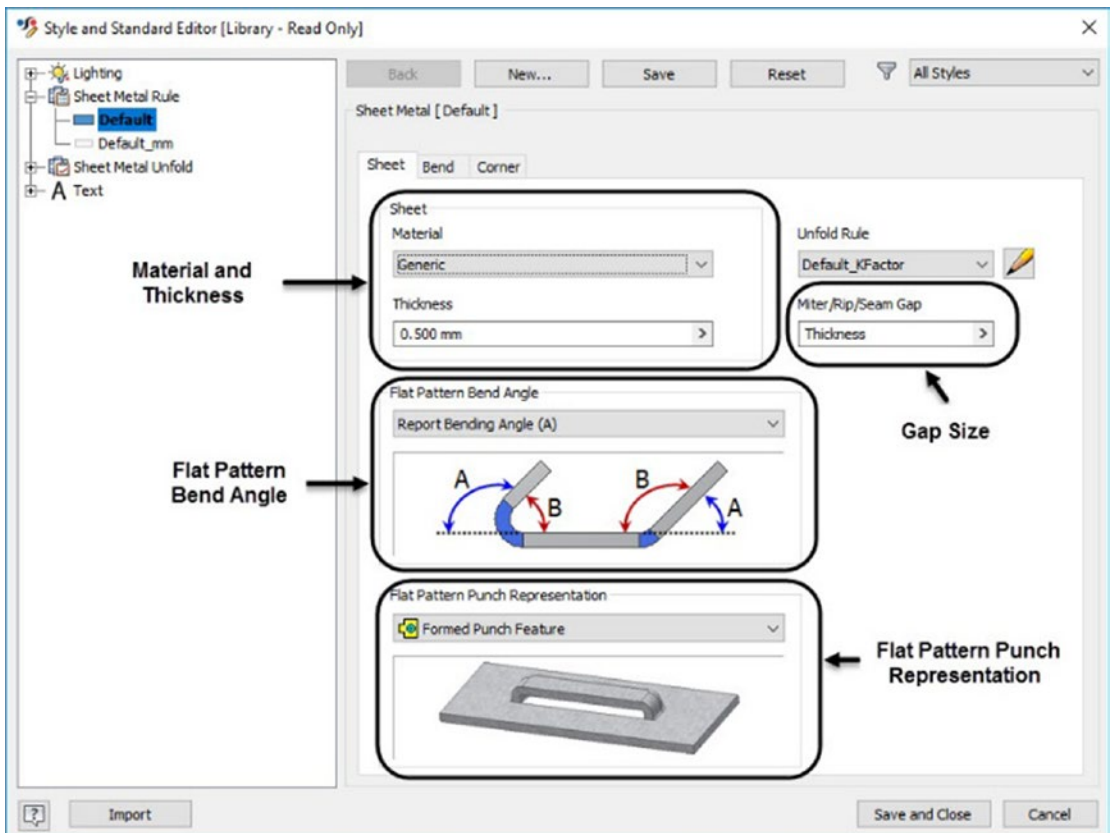 Style and Standard Editor [Library - Read Only]
Lighting
Sheet Metal Rule
Default
Default_mm
Sheet Metal Unfold
A Text
Back
New...
Save
Reset
All Styles
Sheet Metal [ Default ]
Sheet
Bend
Corner
Sheet
Material
Generic
Thickness
0.500 mm
Unfold Rule
Default_KFactor
Miter/Rip/Seam Gap
Thickness
Material and
Thickness
Gap Size
Flat Pattern Bend Angle
Report Bending Angle (A)
A
B
B
A
Flat Pattern
Bend Angle
Flat Pattern Punch Representation
Formed Punch Feature
Flat Pattern Punch
Representation
?
Import
Save and Close
Cancel